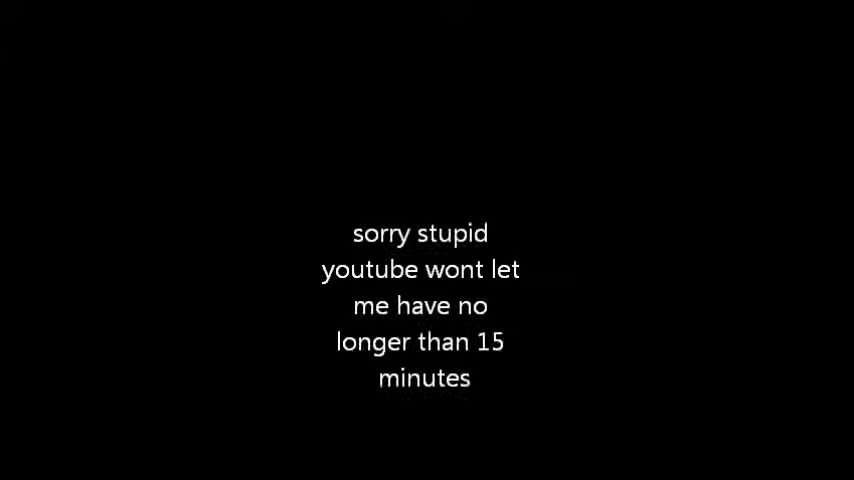 sorry stupid
youtube wont let
me have no
longer than 15
minutes